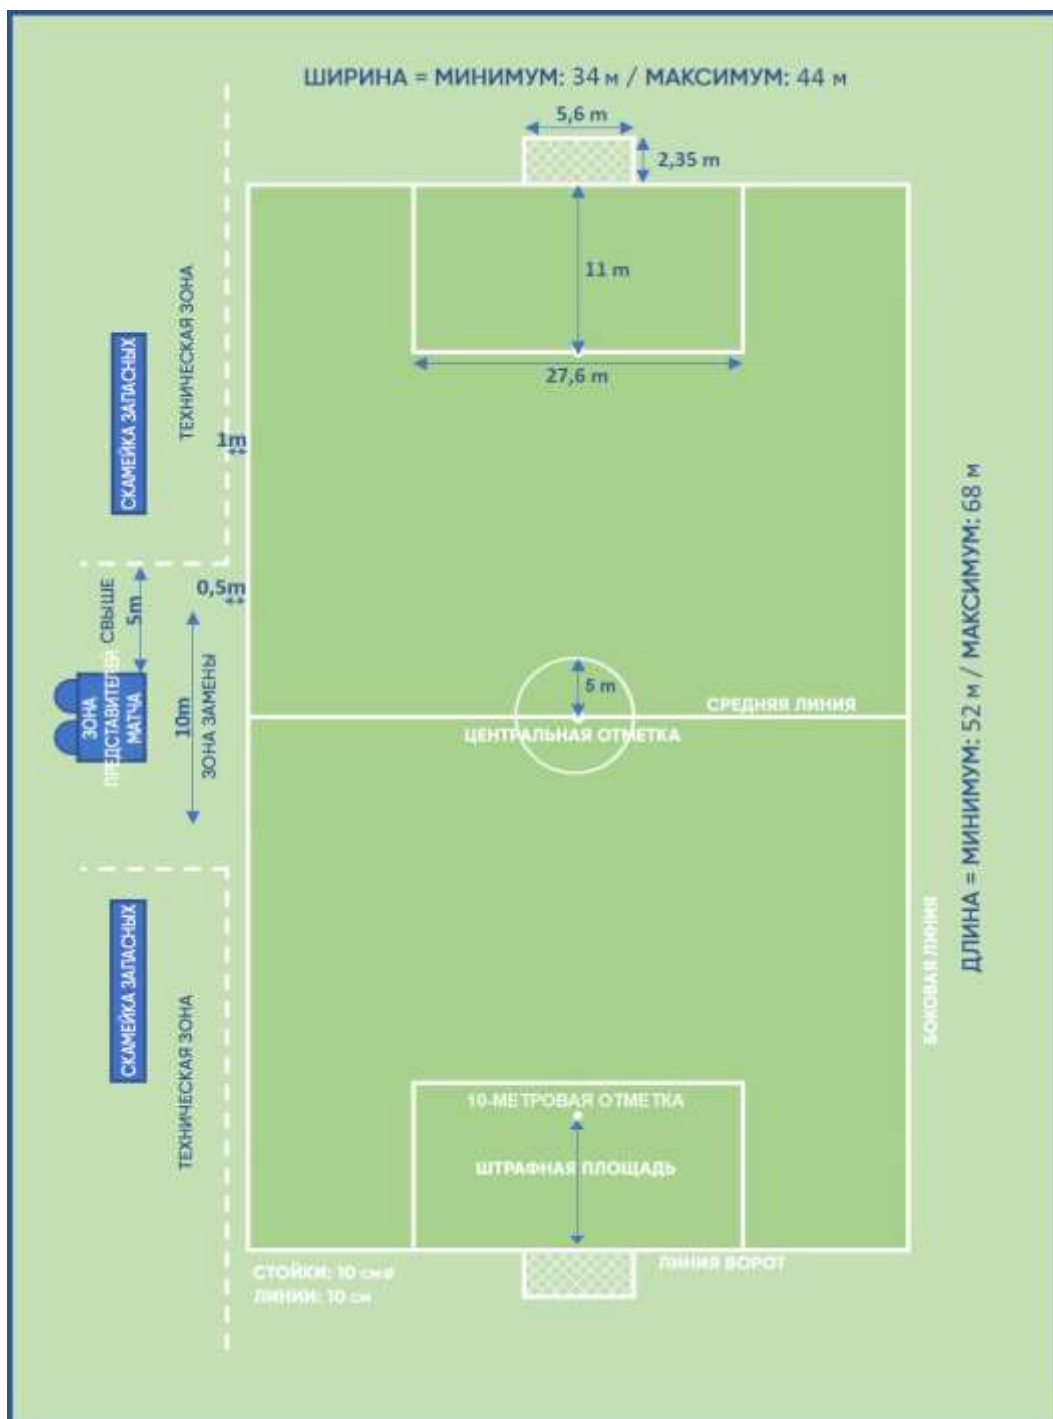 ШИРИНА = МИНИМУМ: 34 м / МАКСИМУМ: 44 м
5,6 m
2,35 m
11 m
27,6 m
ТЕХНИЧЕСКАЯ ЗОНА
СКАМЕЙКА ЗАПАСНЫХ
1m
0,5m
СВЫШЕ
5m
ЗОНА
ПРЕДСТАВИТЕЛЕЙ
МАТЧА
10m
ЗОНА ЗАМЕНЫ
5 m
СРЕДНЯЯ ЛИНИЯ
ЦЕНТРАЛЬНАЯ ОТМЕТКА
ДЛИНА = МИНИМУМ: 52 м / МАКСИМУМ: 68 м
БОКОВАЯ ЛИНИЯ
СКАМЕЙКА ЗАПАСНЫХ
ТЕХНИЧЕСКАЯ ЗОНА
10-МЕТРОВАЯ ОТМЕТКА
ШТРАФНАЯ ПЛОЩАДЬ
ЛИНИЯ ВОРОТ
СТОЙКИ: 10 см ø
ЛИНИИ: 10 см